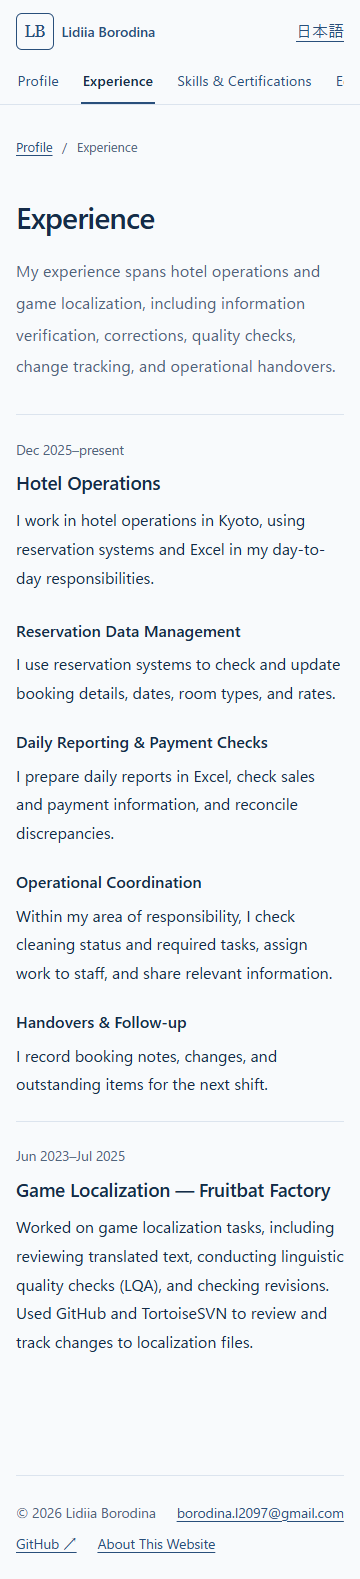 LB Lidiia Borodina 日本語
Profile Experience Skills & Certifications
Profile / Experience
Experience
My experience spans hotel operations and
game localization, including information
verification, corrections, quality checks,
change tracking, and operational handovers.
Dec 2025–present
Hotel Operations
I work in hotel operations in Kyoto, using
reservation systems and Excel in my day-to-
day responsibilities.
Reservation Data Management
I use reservation systems to check and update
booking details, dates, room types, and rates.
Daily Reporting & Payment Checks
I prepare daily reports in Excel, check sales
and payment information, and reconcile
discrepancies.
Operational Coordination
Within my area of responsibility, I check
cleaning status and required tasks, assign
work to staff, and share relevant information.
Handovers & Follow-up
I record booking notes, changes, and
outstanding items for the next shift.
Jun 2023–Jul 2025
Game Localization — Fruitbat Factory
Worked on game localization tasks, including
reviewing translated text, conducting linguistic
quality checks (LQA), and checking revisions.
Used GitHub and TortoiseSVN to review and
track changes to localization files.
© 2026 Lidiia Borodina borodina.l2097@gmail.com
GitHub ↗ About This Website